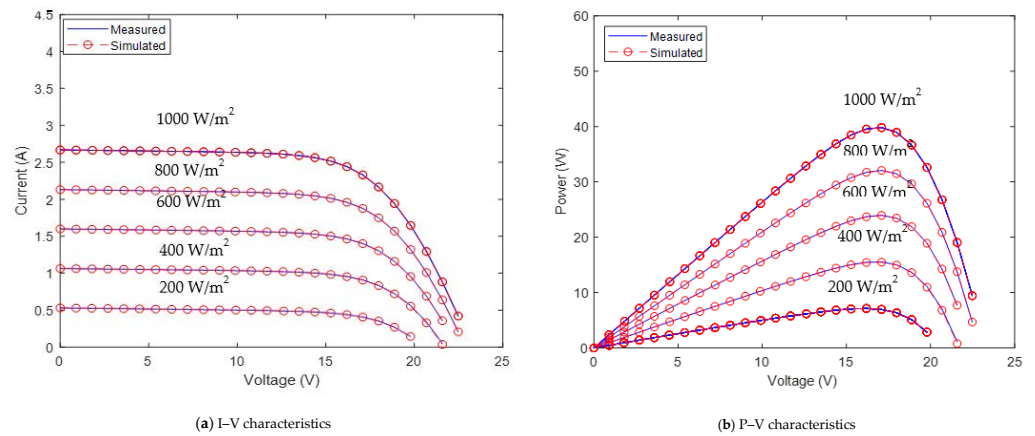 4.5
4
3.5
3
2.5
2
1.5
1
0.5
0
Current (A)
Measured
Simulated
1000 W/m²
800 W/m²
600 W/m²
400 W/m²
200 W/m²
0 5 10 15 20 25
Voltage (V)
(a) I–V characteristics
60
50
40
30
20
10
0
Power (W)
Measured
Simulated
1000 W/m²
800 W/m²
600 W/m²
400 W/m²
200 W/m²
0 5 10 15 20 25
Voltage (V)
(b) P–V characteristics